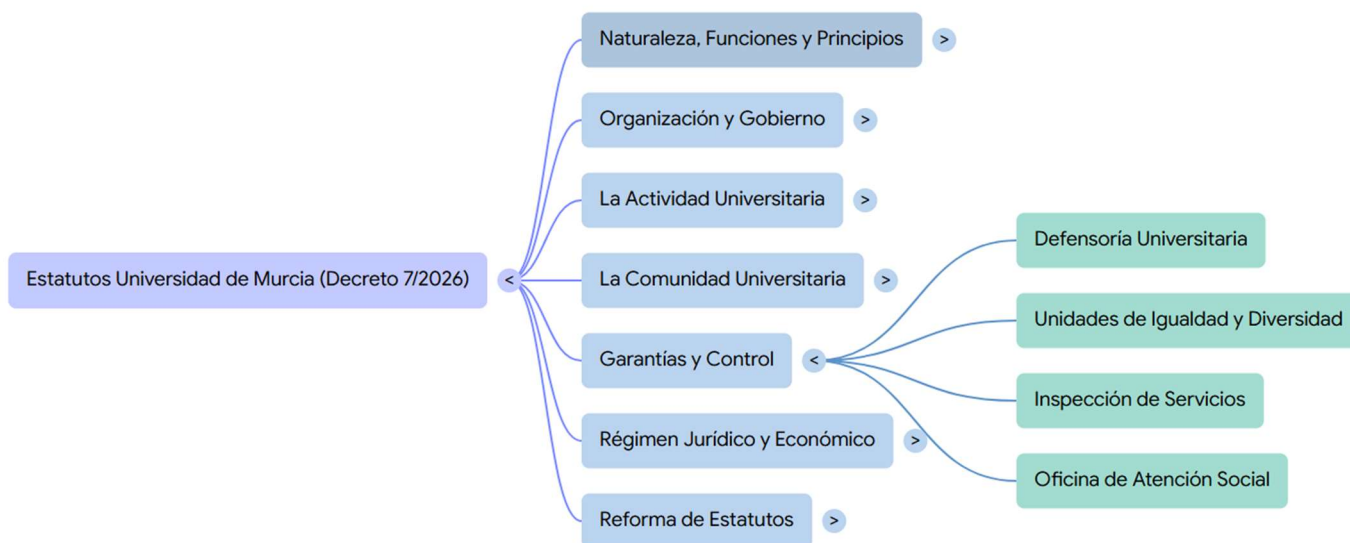 Estatutos Universidad de Murcia (Decreto 7/2026)
<
Naturaleza, Funciones y Principios
>
Organización y Gobierno
>
La Actividad Universitaria
>
La Comunidad Universitaria
>
Garantías y Control
<
Defensoría Universitaria
Unidades de Igualdad y Diversidad
Inspección de Servicios
Oficina de Atención Social
Régimen Jurídico y Económico
>
Reforma de Estatutos
>